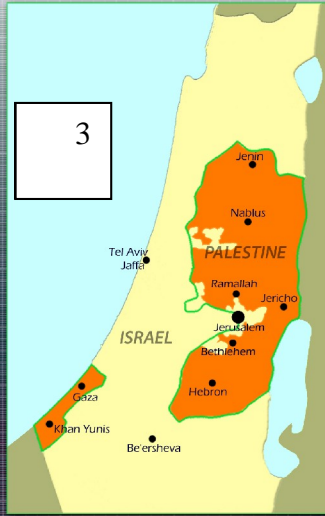 3
Jenin
Nablus
Tel Aviv
Jaffa
PALESTINE
Ramallah
Jericho
Jerusalem
ISRAEL
Bethlehem
Gaza
Hebron
Khan Yunis
Be'ersheva